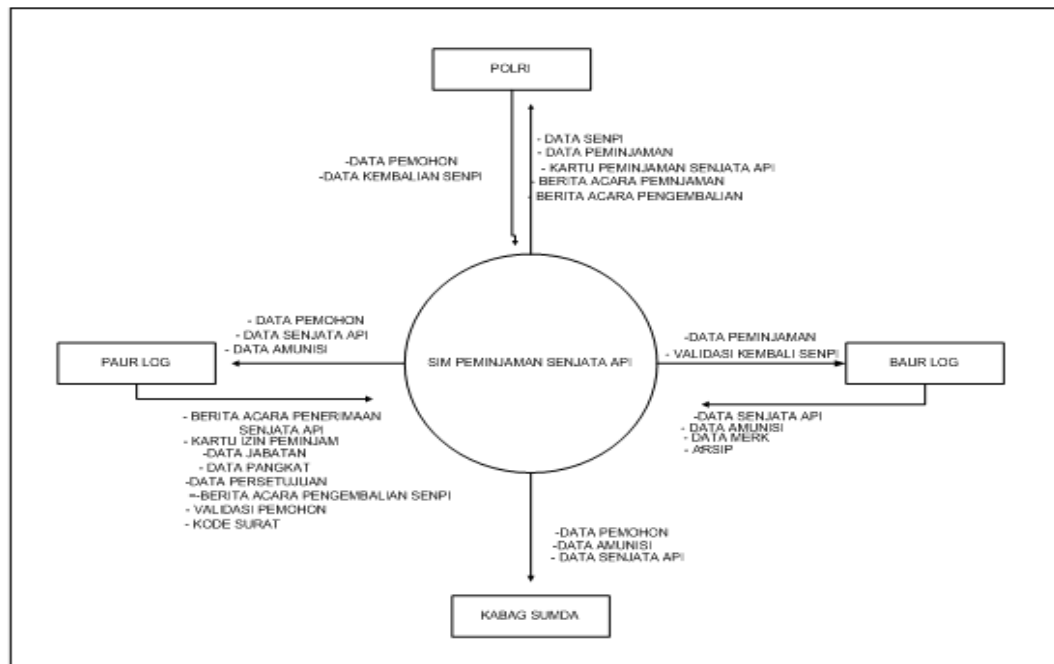 POLRI
-DATA PEMOHON
-DATA KEMBALIAN SENPI
- DATA SENPI
- DATA PEMINJAMAN
- KARTU PEMINJAMAN SENJATA API
- BERITA ACARA PEMNJAMAN
- BERITA ACARA PENGEMBALIAN
- DATA PEMOHON
- DATA SENJATA API
- DATA AMUNISI
PAUR LOG
SIM PEMINJAMAN SENJATA API
-DATA PEMINJAMAN
- VALIDASI KEMBALI SENPI
BAUR LOG
- BERITA ACARA PENERIMAAN
SENJATA API
- KARTU IZIN PEMINJAM
-DATA JABATAN
- DATA PANGKAT
-DATA PERSETUJUAN
=-BERITA ACARA PENGEMBALIAN SENPI
- VALIDASI PEMOHON
- KODE SURAT
-DATA SENJATA API
- DATA AMUNISI
- DATA MERK
- ARSIP
-DATA PEMOHON
-DATA AMUNISI
- DATA SENJATA API
KABAG SUMDA